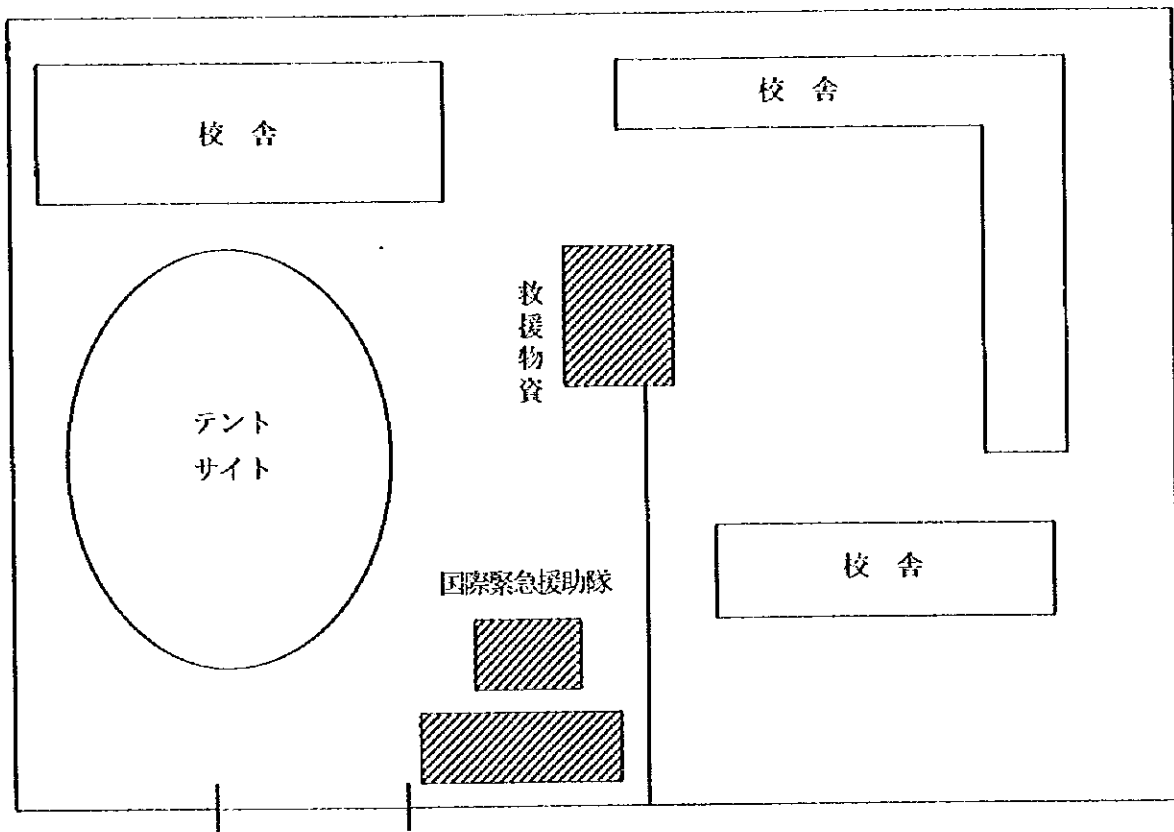 校舎
校舎
救援物資
テント
サイト
国際緊急援助隊
校舎